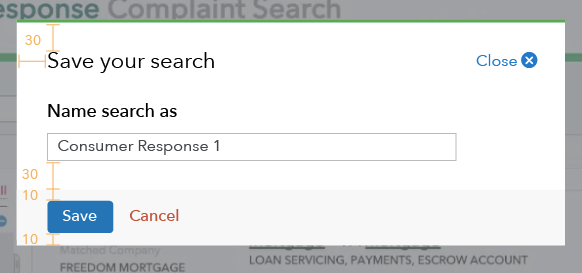 esponse Complaint Search
30
Save your search
Close
Name search as
Consumer Response 1
30
10
Save
Cancel
10
Matched Company
FREEDOM MORTGAGE
LOAN SERVICING, PAYMENTS, ESCROW ACCOUNT